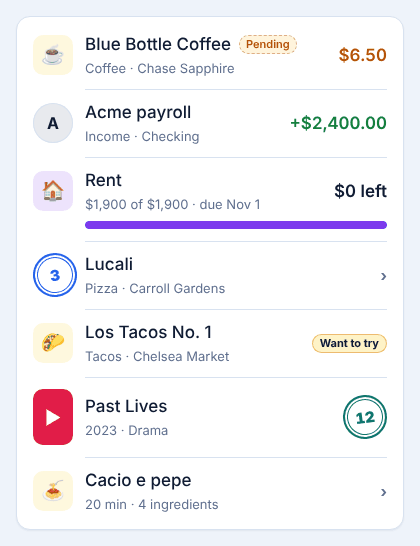 Blue Bottle Coffee Pending
$6.50
Coffee · Chase Sapphire
A
Acme payroll
+$2,400.00
Income · Checking
Rent
$0 left
$1,900 of $1,900 · due Nov 1
3
Lucali
Pizza · Carroll Gardens
Los Tacos No. 1
Want to try
Tacos · Chelsea Market
Past Lives
12
2023 · Drama
Cacio e pepe
20 min · 4 ingredients